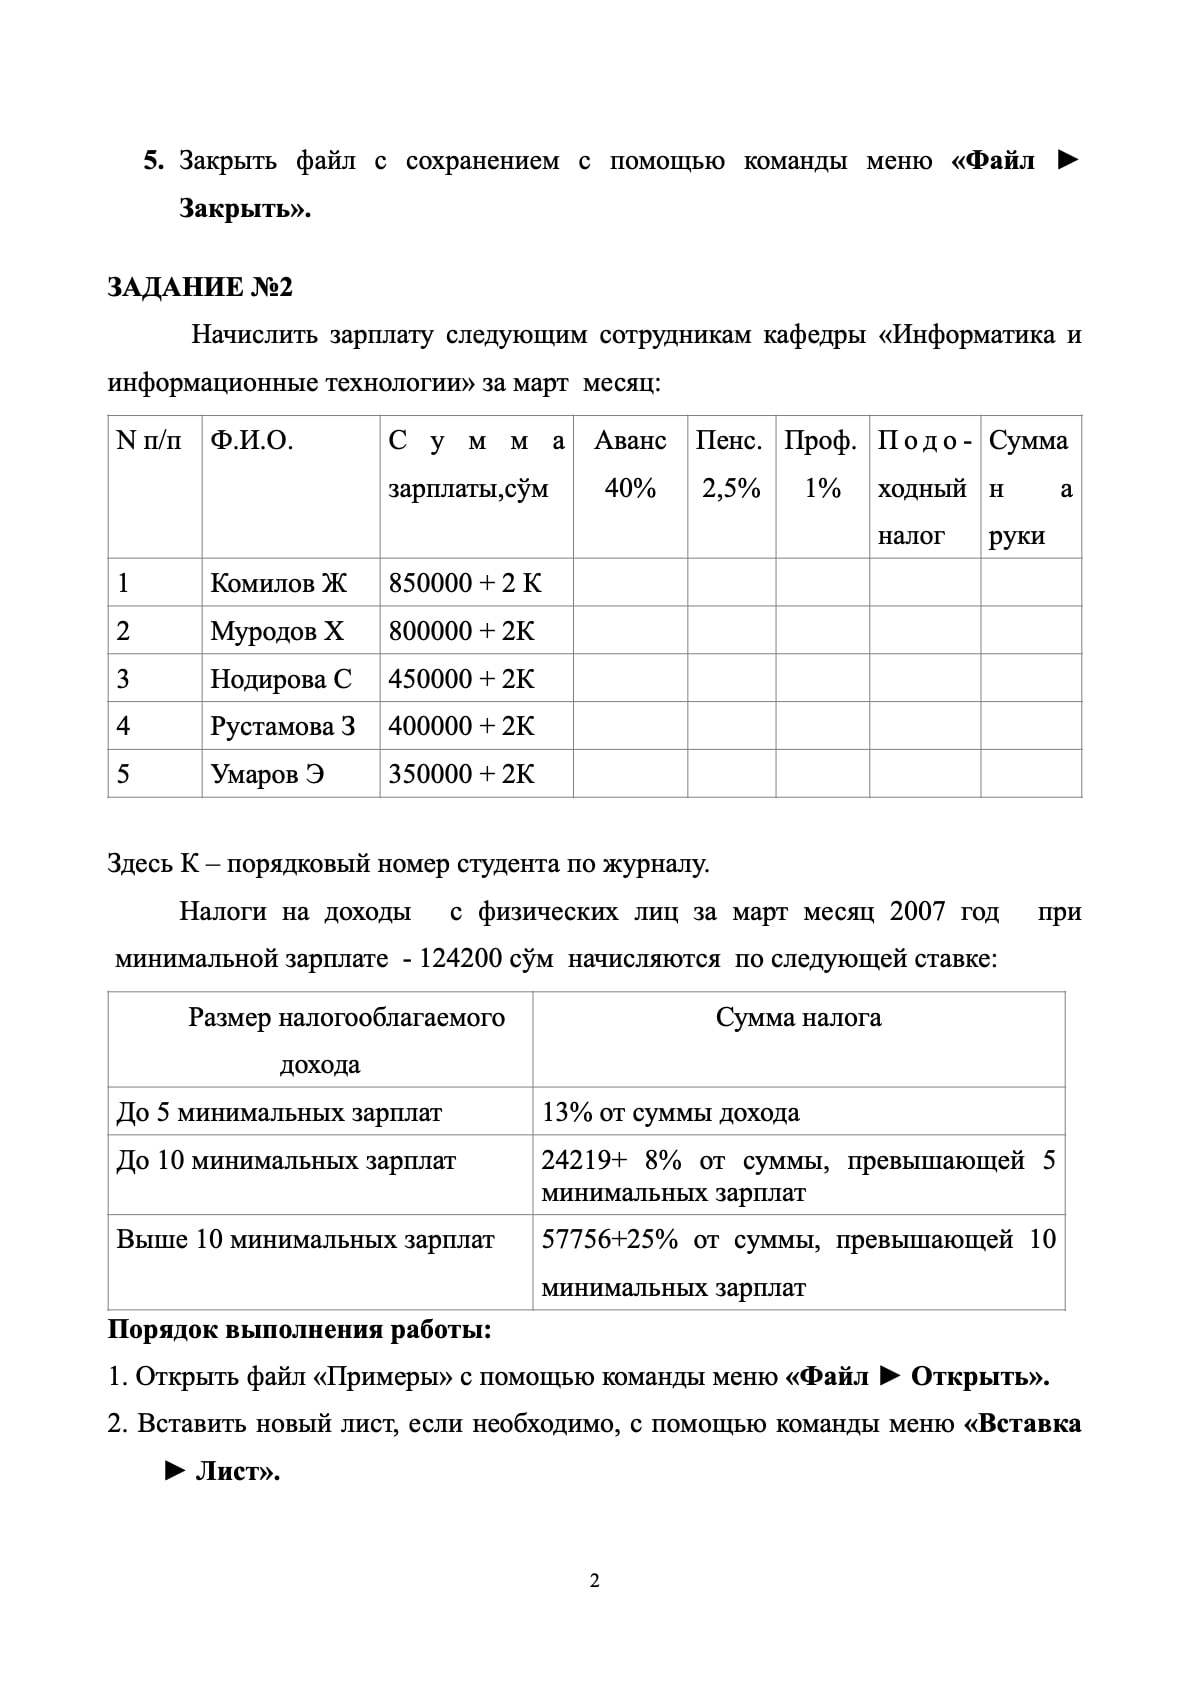 5. Закрыть файл с сохранением с помощью команды меню «Файл ►
Закрыть».
ЗАДАНИЕ №2
Начислить зарплату следующим сотрудникам кафедры «Информатика и
информационные технологии» за март месяц:
N п/п Ф.И.О. С у м м а Аванс Пенс. Проф. П о д о - Сумма
зарплаты,сўм 40% 2,5% 1% ходный н а
налог руки
1 Комилов Ж 850000 + 2 К
2 Муродов Х 800000 + 2К
3 Нодирова С 450000 + 2К
4 Рустамова З 400000 + 2К
5 Умаров Э 350000 + 2К
Здесь К – порядковый номер студента по журналу.
Налоги на доходы с физических лиц за март месяц 2007 год при
минимальной зарплате - 124200 сўм начисляются по следующей ставке:
Размер налогооблагаемого Сумма налога
дохода
До 5 минимальных зарплат 13% от суммы дохода
До 10 минимальных зарплат 24219+ 8% от суммы, превышающей 5
минимальных зарплат
Выше 10 минимальных зарплат 57756+25% от суммы, превышающей 10
минимальных зарплат
Порядок выполнения работы:
1. Открыть файл «Примеры» с помощью команды меню «Файл ► Открыть».
2. Вставить новый лист, если необходимо, с помощью команды меню «Вставка
► Лист».
2